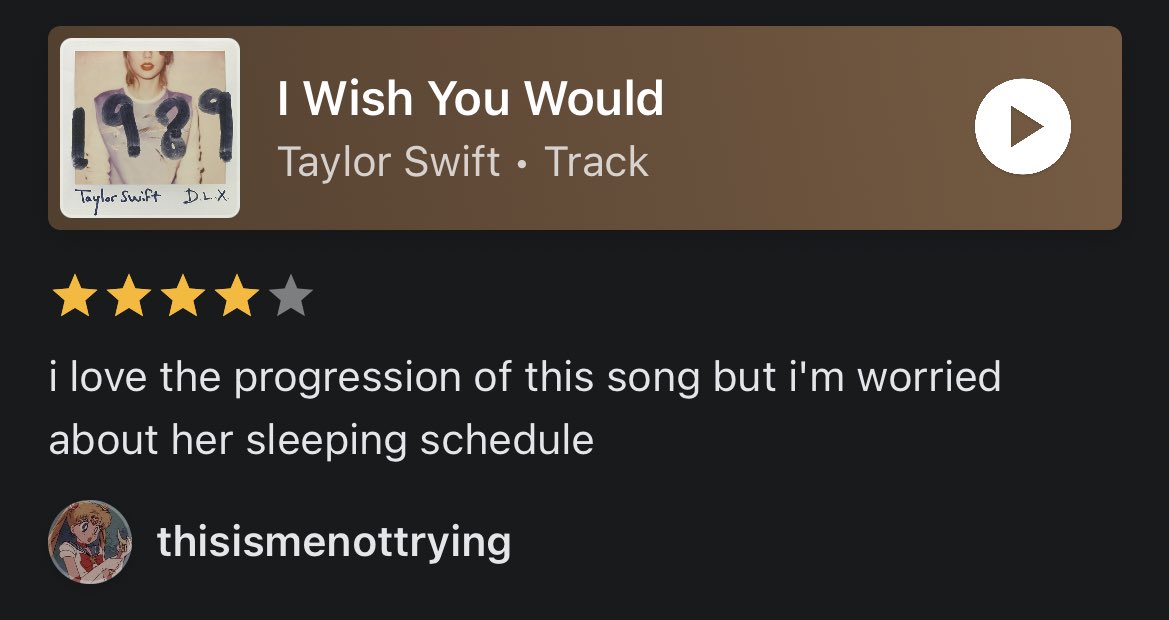 1989
Taylor Swift D.L.X.
I Wish You Would
Taylor Swift • Track
i love the progression of this song but i'm worried
about her sleeping schedule
thisismenottrying